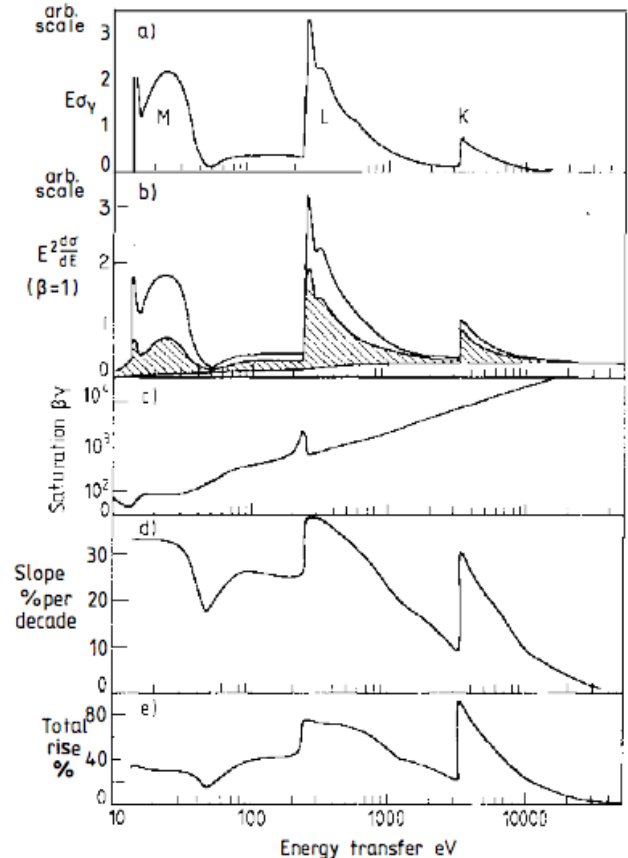 arb.
scale
a)
3
2
Eσγ
M
L
K
1
0
arb.
scale
b)
3
E² dσ/dE
2
(β=1)
1
0
c)
10⁴
Saturation βγ
10³
10²
0
d)
30
Slope
% per
decade
20
10
0
e)
80
Total
rise
%
40
0
10
100
1000
10000
Energy transfer eV